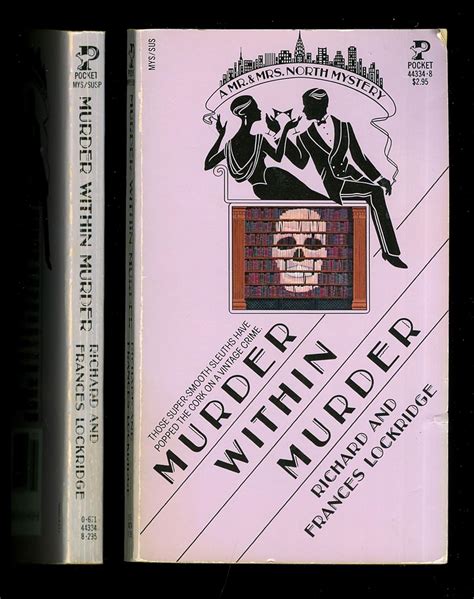 POCKET
MYS/SUSP
MURDER WITHIN MURDER
RICHARD AND
FRANCES LOCKRIDGE
0-671
44334
8-295
MYS/SUS
POCKET
44334·8
$2.95
A MR. & MRS. NORTH MYSTERY
THOSE SUPER-SMOOTH SLEUTHS HAVE
POPPED THE CORK ON A VINTAGE CRIME.
MURDER
WITHIN
MURDER
RICHARD AND
FRANCES LOCKRIDGE